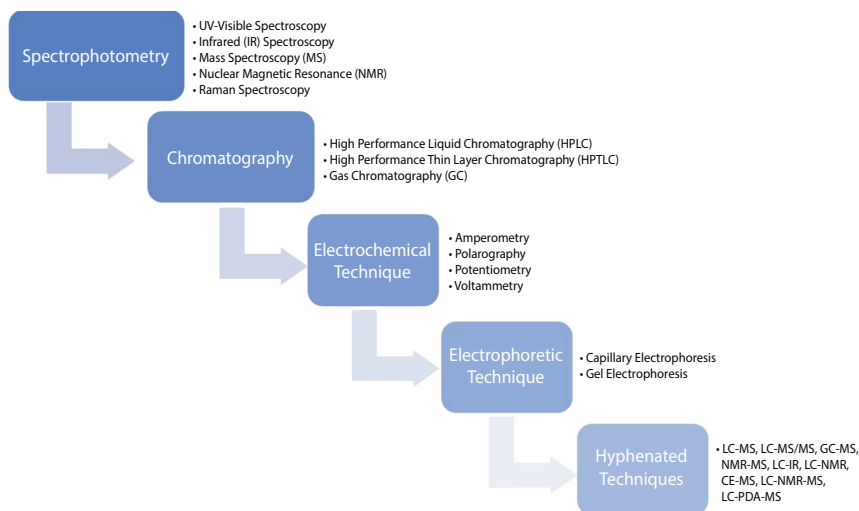 Spectrophotometry
• UV-Visible Spectroscopy
• Infrared (IR) Spectroscopy
• Mass Spectroscopy (MS)
• Nuclear Magnetic Resonance (NMR)
• Raman Spectroscopy
Chromatography
• High Performance Liquid Chromatography (HPLC)
• High Performance Thin Layer Chromatography (HPTLC)
• Gas Chromatography (GC)
Electrochemical
Technique
• Amperometry
• Polarography
• Potentiometry
• Voltammetry
Electrophoretic
Technique
• Capillary Electrophoresis
• Gel Electrophoresis
Hyphenated
Techniques
• LC-MS, LC-MS/MS, GC-MS,
NMR-MS, LC-IR, LC-NMR,
CE-MS, LC-NMR-MS,
LC-PDA-MS